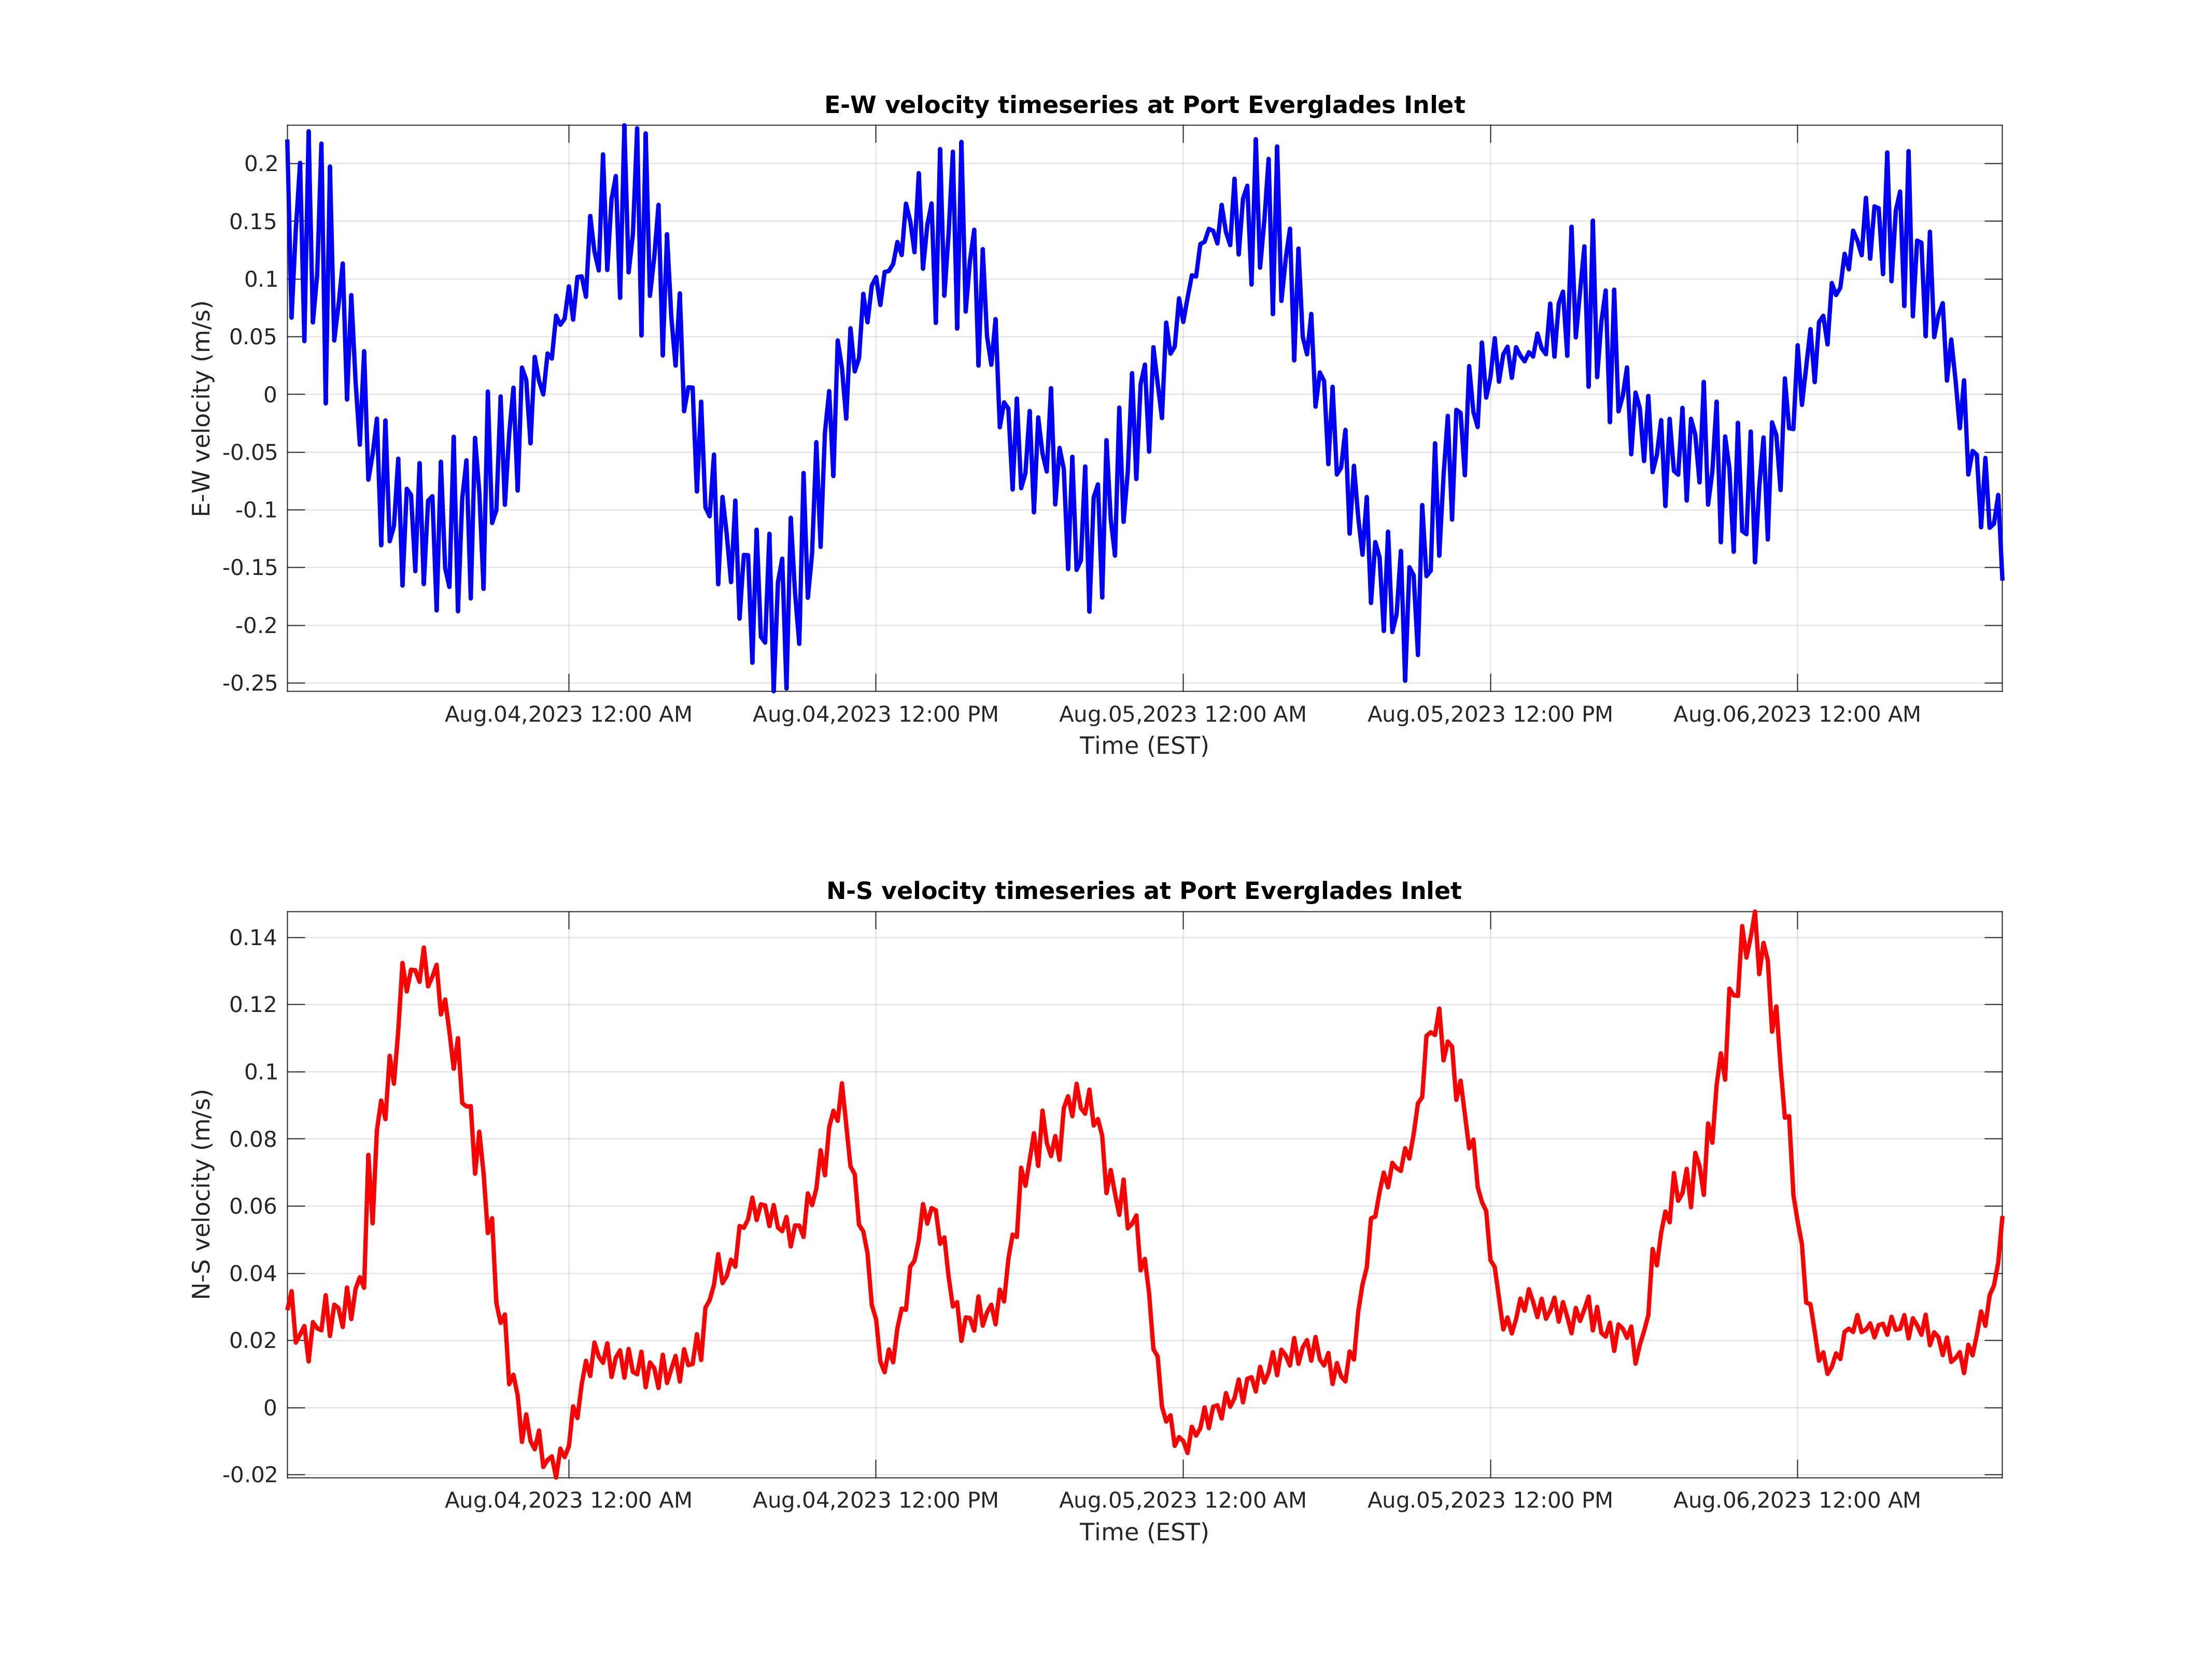 E-W velocity timeseries at Port Everglades Inlet
E-W velocity (m/s)
0.2
0.15
0.1
0.05
0
-0.05
-0.1
-0.15
-0.2
-0.25
Aug.04,2023 12:00 AM Aug.04,2023 12:00 PM Aug.05,2023 12:00 AM Aug.05,2023 12:00 PM Aug.06,2023 12:00 AM
Time (EST)
N-S velocity timeseries at Port Everglades Inlet
N-S velocity (m/s)
0.14
0.12
0.1
0.08
0.06
0.04
0.02
0
-0.02
Aug.04,2023 12:00 AM Aug.04,2023 12:00 PM Aug.05,2023 12:00 AM Aug.05,2023 12:00 PM Aug.06,2023 12:00 AM
Time (EST)